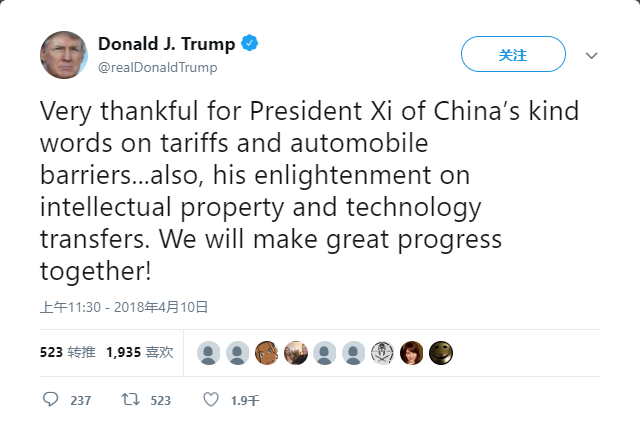 Donald J. Trump
@realDonaldTrump
关注
Very thankful for President Xi of China’s kind
words on tariffs and automobile
barriers...also, his enlightenment on
intellectual property and technology
transfers. We will make great progress
together!
上午11:30 - 2018年4月10日
523 转推 1,935 喜欢
237 523 1.9千